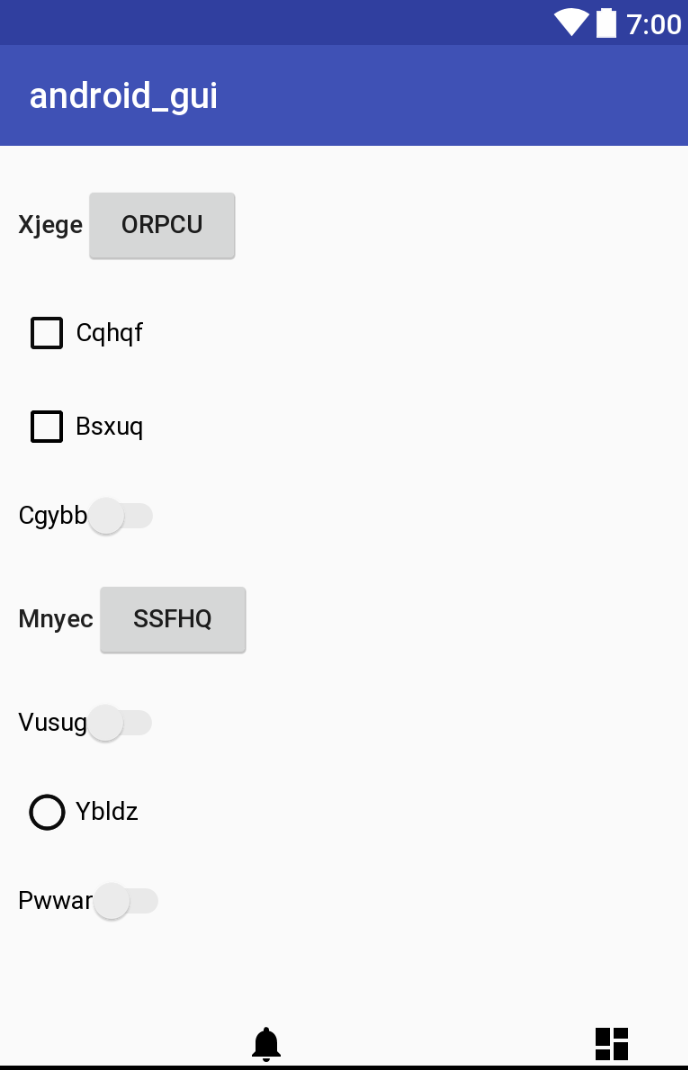 7:00
android_gui
Xjege ORPCU
Cqhqf
Bsxuq
Cgybb
Mnyec SSFHQ
Vusug
Ybldz
Pwwar